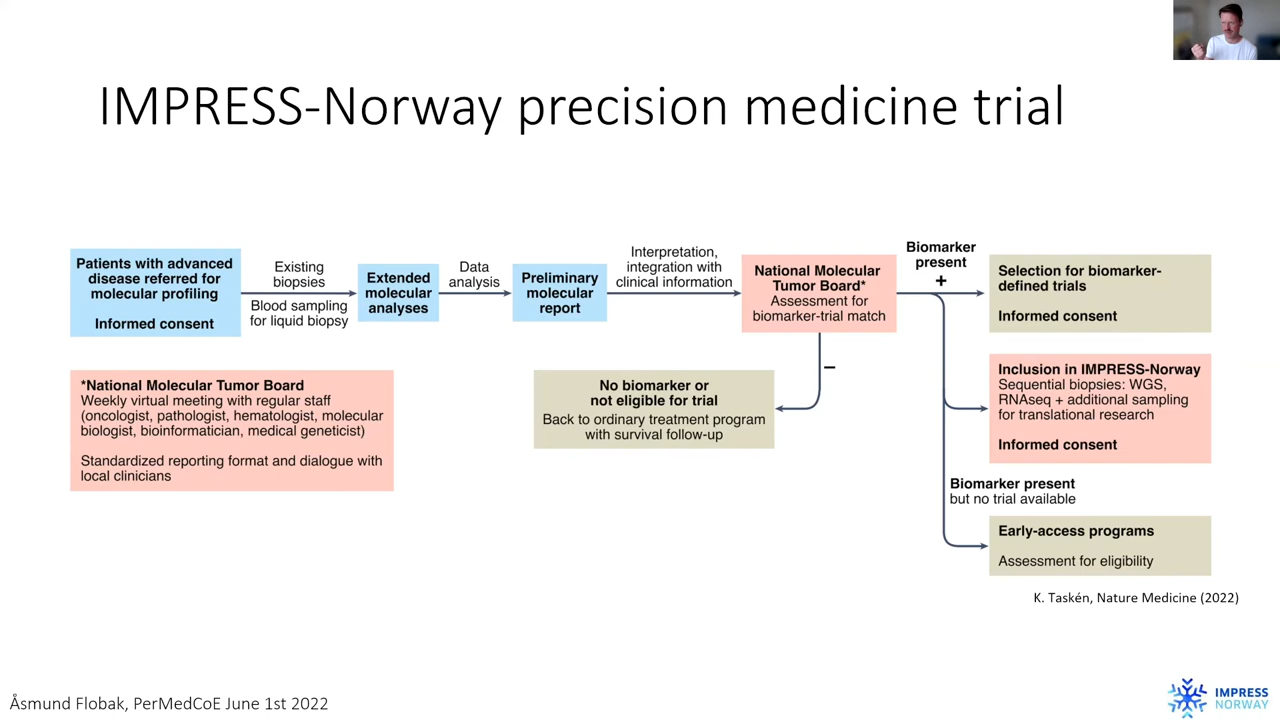 IMPRESS-Norway precision medicine trial
Patients with advanced
disease referred for
molecular profiling
Informed consent
Existing
biopsies
Blood sampling
for liquid biopsy
Extended
molecular
analyses
Data
analysis
Preliminary
molecular
report
Interpretation,
integration with
clinical information
National Molecular
Tumor Board*
Assessment for
biomarker-trial match
Biomarker
present
+
Selection for biomarker-
defined trials
Informed consent
–
No biomarker or
not eligible for trial
Back to ordinary treatment program
with survival follow-up
Inclusion in IMPRESS-Norway
Sequential biopsies: WGS,
RNAseq + additional sampling
for translational research
Informed consent
*National Molecular Tumor Board
Weekly virtual meeting with regular staff
(oncologist, pathologist, hematologist, molecular
biologist, bioinformatician, medical geneticist)
Standardized reporting format and dialogue with
local clinicians
Biomarker present
but no trial available
Early-access programs
Assessment for eligibility
K. Taskén, Nature Medicine (2022)
Åsmund Flobak, PerMedCoE June 1st 2022
IMPRESS
NORWAY